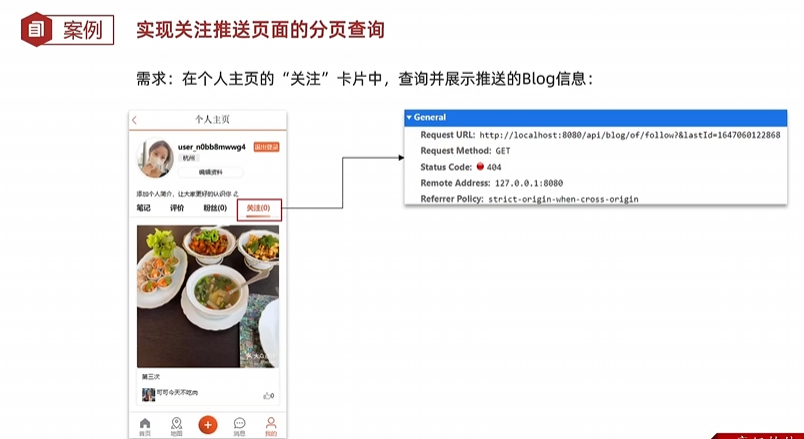 案例
实现关注推送页面的分页查询
需求：在个人主页的“关注”卡片中，查询并展示推送的Blog信息：
个人主页
user_n0bb8mwwg4
退出登录
杭州
编辑资料
添加个人简介，让大家更好的认识你
笔记 评价 粉丝(0) 关注(0)
第三次
可可今天不吃肉
0
首页 地图 消息 我的
General
Request URL: http://localhost:8080/api/blog/of/follow?&lastId=1647060122868
Request Method: GET
Status Code: 404
Remote Address: 127.0.0.1:8080
Referrer Policy: strict-origin-when-cross-origin